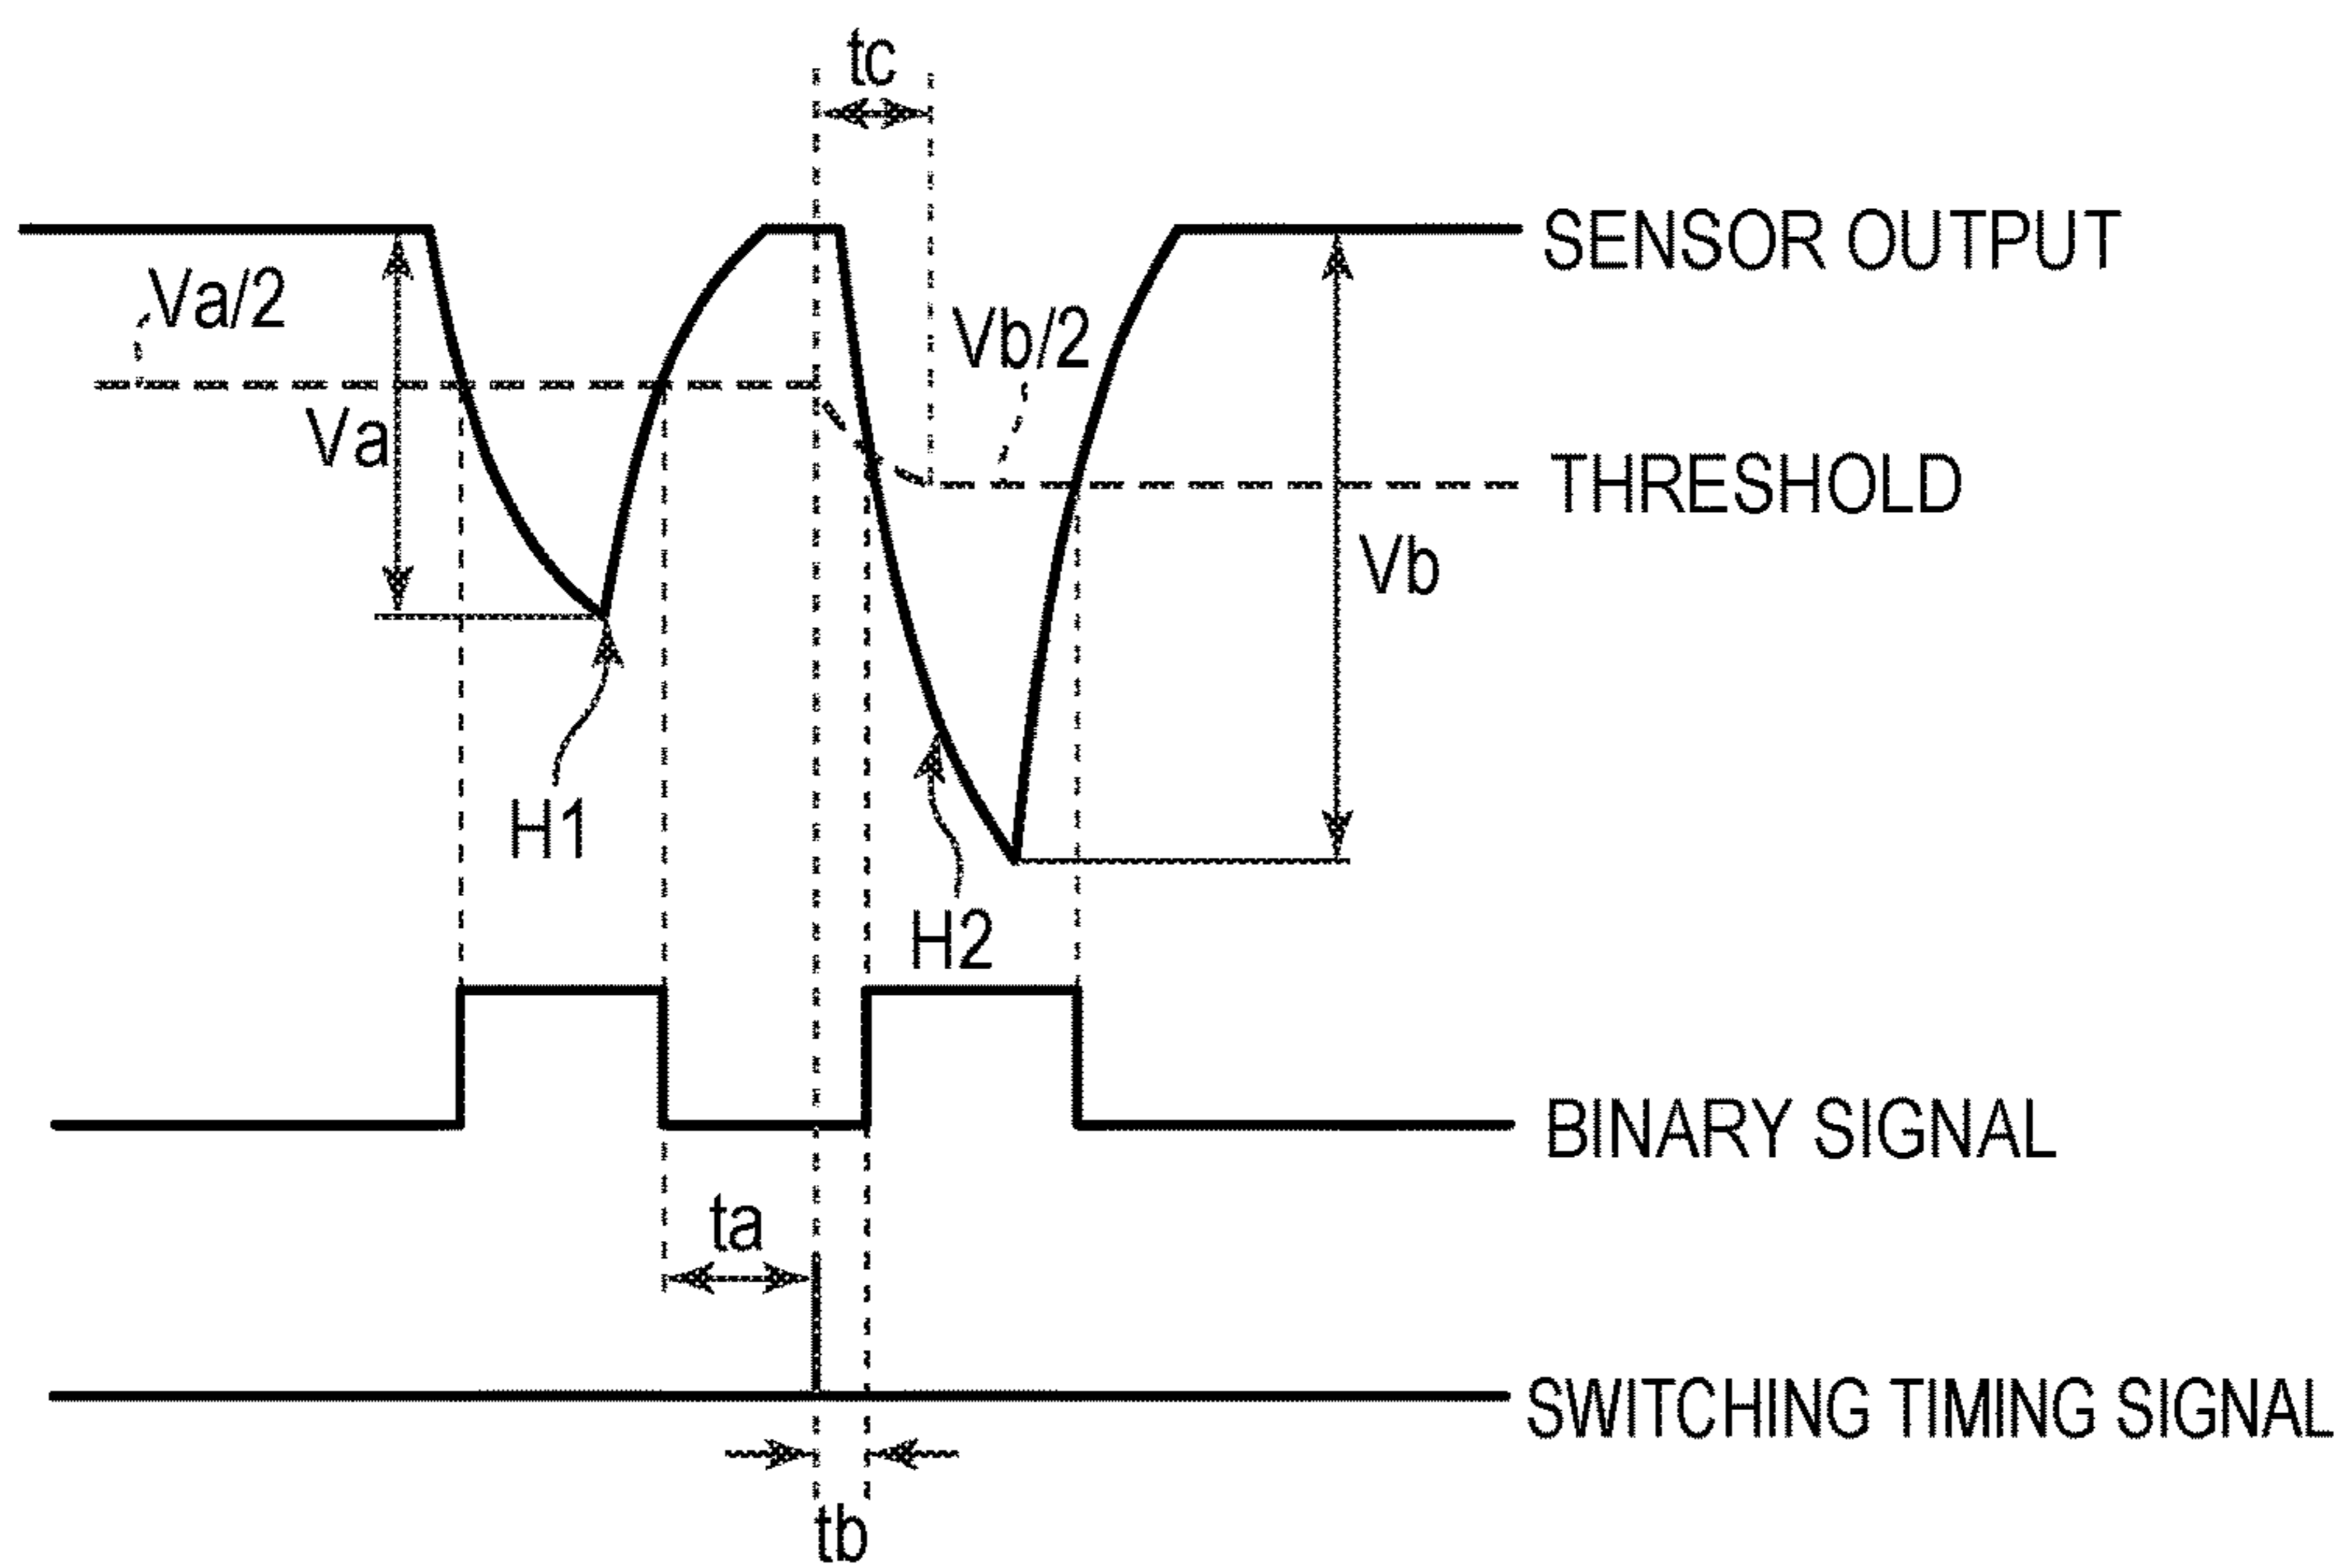 tc
SENSOR OUTPUT
Va/2
Vb/2
Va
THRESHOLD
Vb
H1
H2
BINARY SIGNAL
ta
SWITCHING TIMING SIGNAL
tb